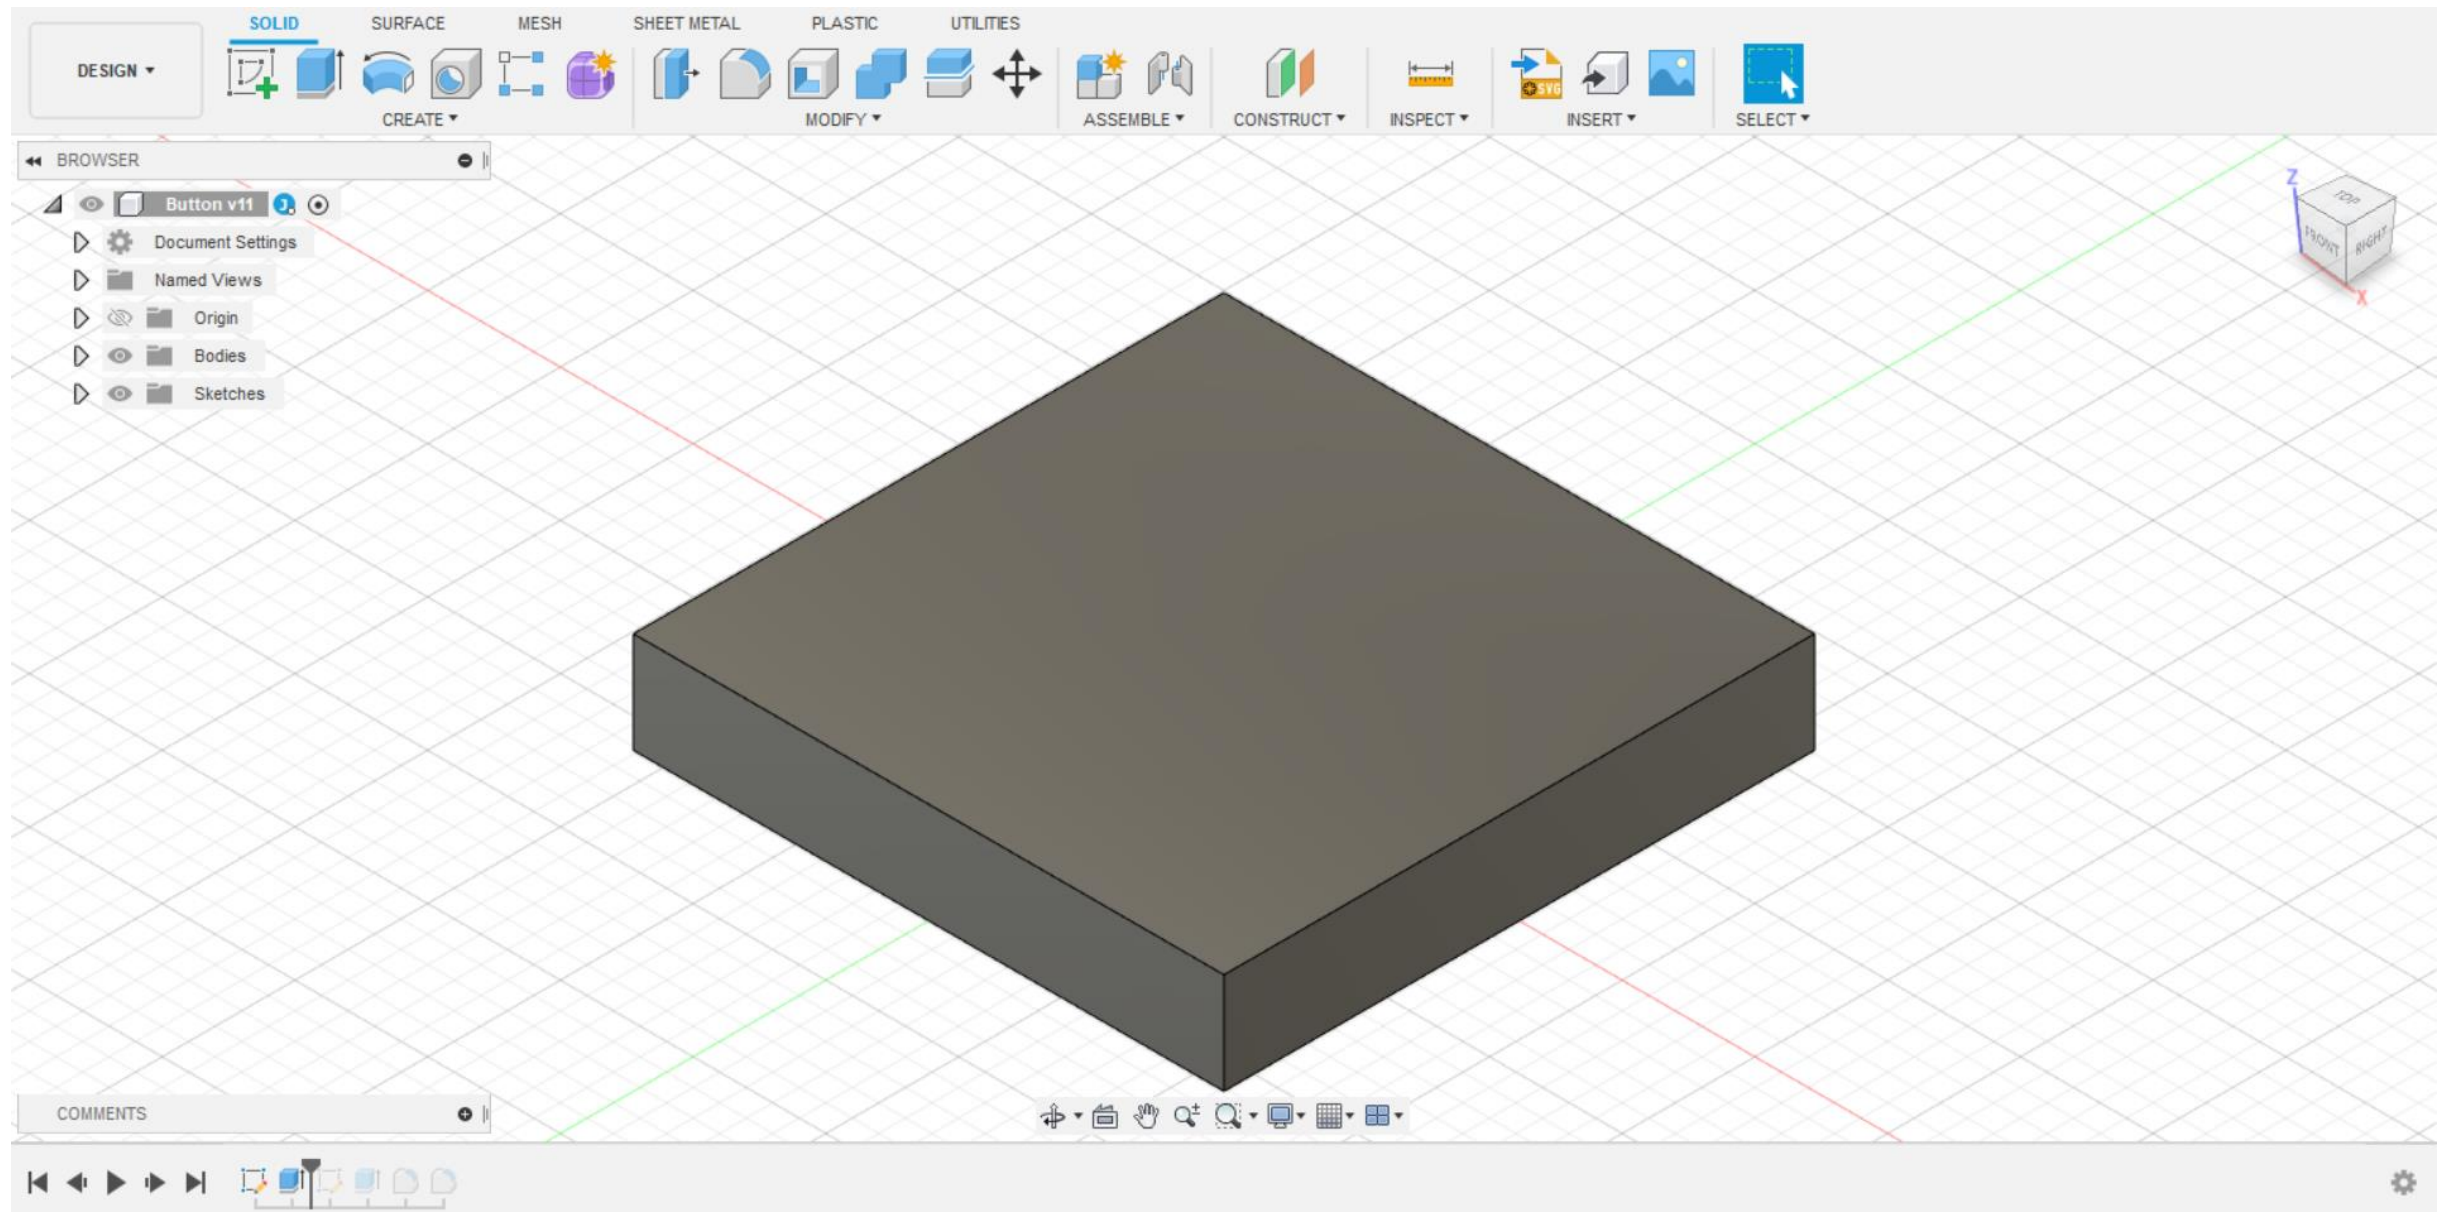 SOLID SURFACE MESH SHEET METAL PLASTIC UTILITIES
DESIGN
SVG
CREATE MODIFY ASSEMBLE CONSTRUCT INSPECT INSERT SELECT
BROWSER
Button v11
J
Document Settings
Named Views
Origin
Bodies
Sketches
Z
TOP
FRONT RIGHT
X
COMMENTS